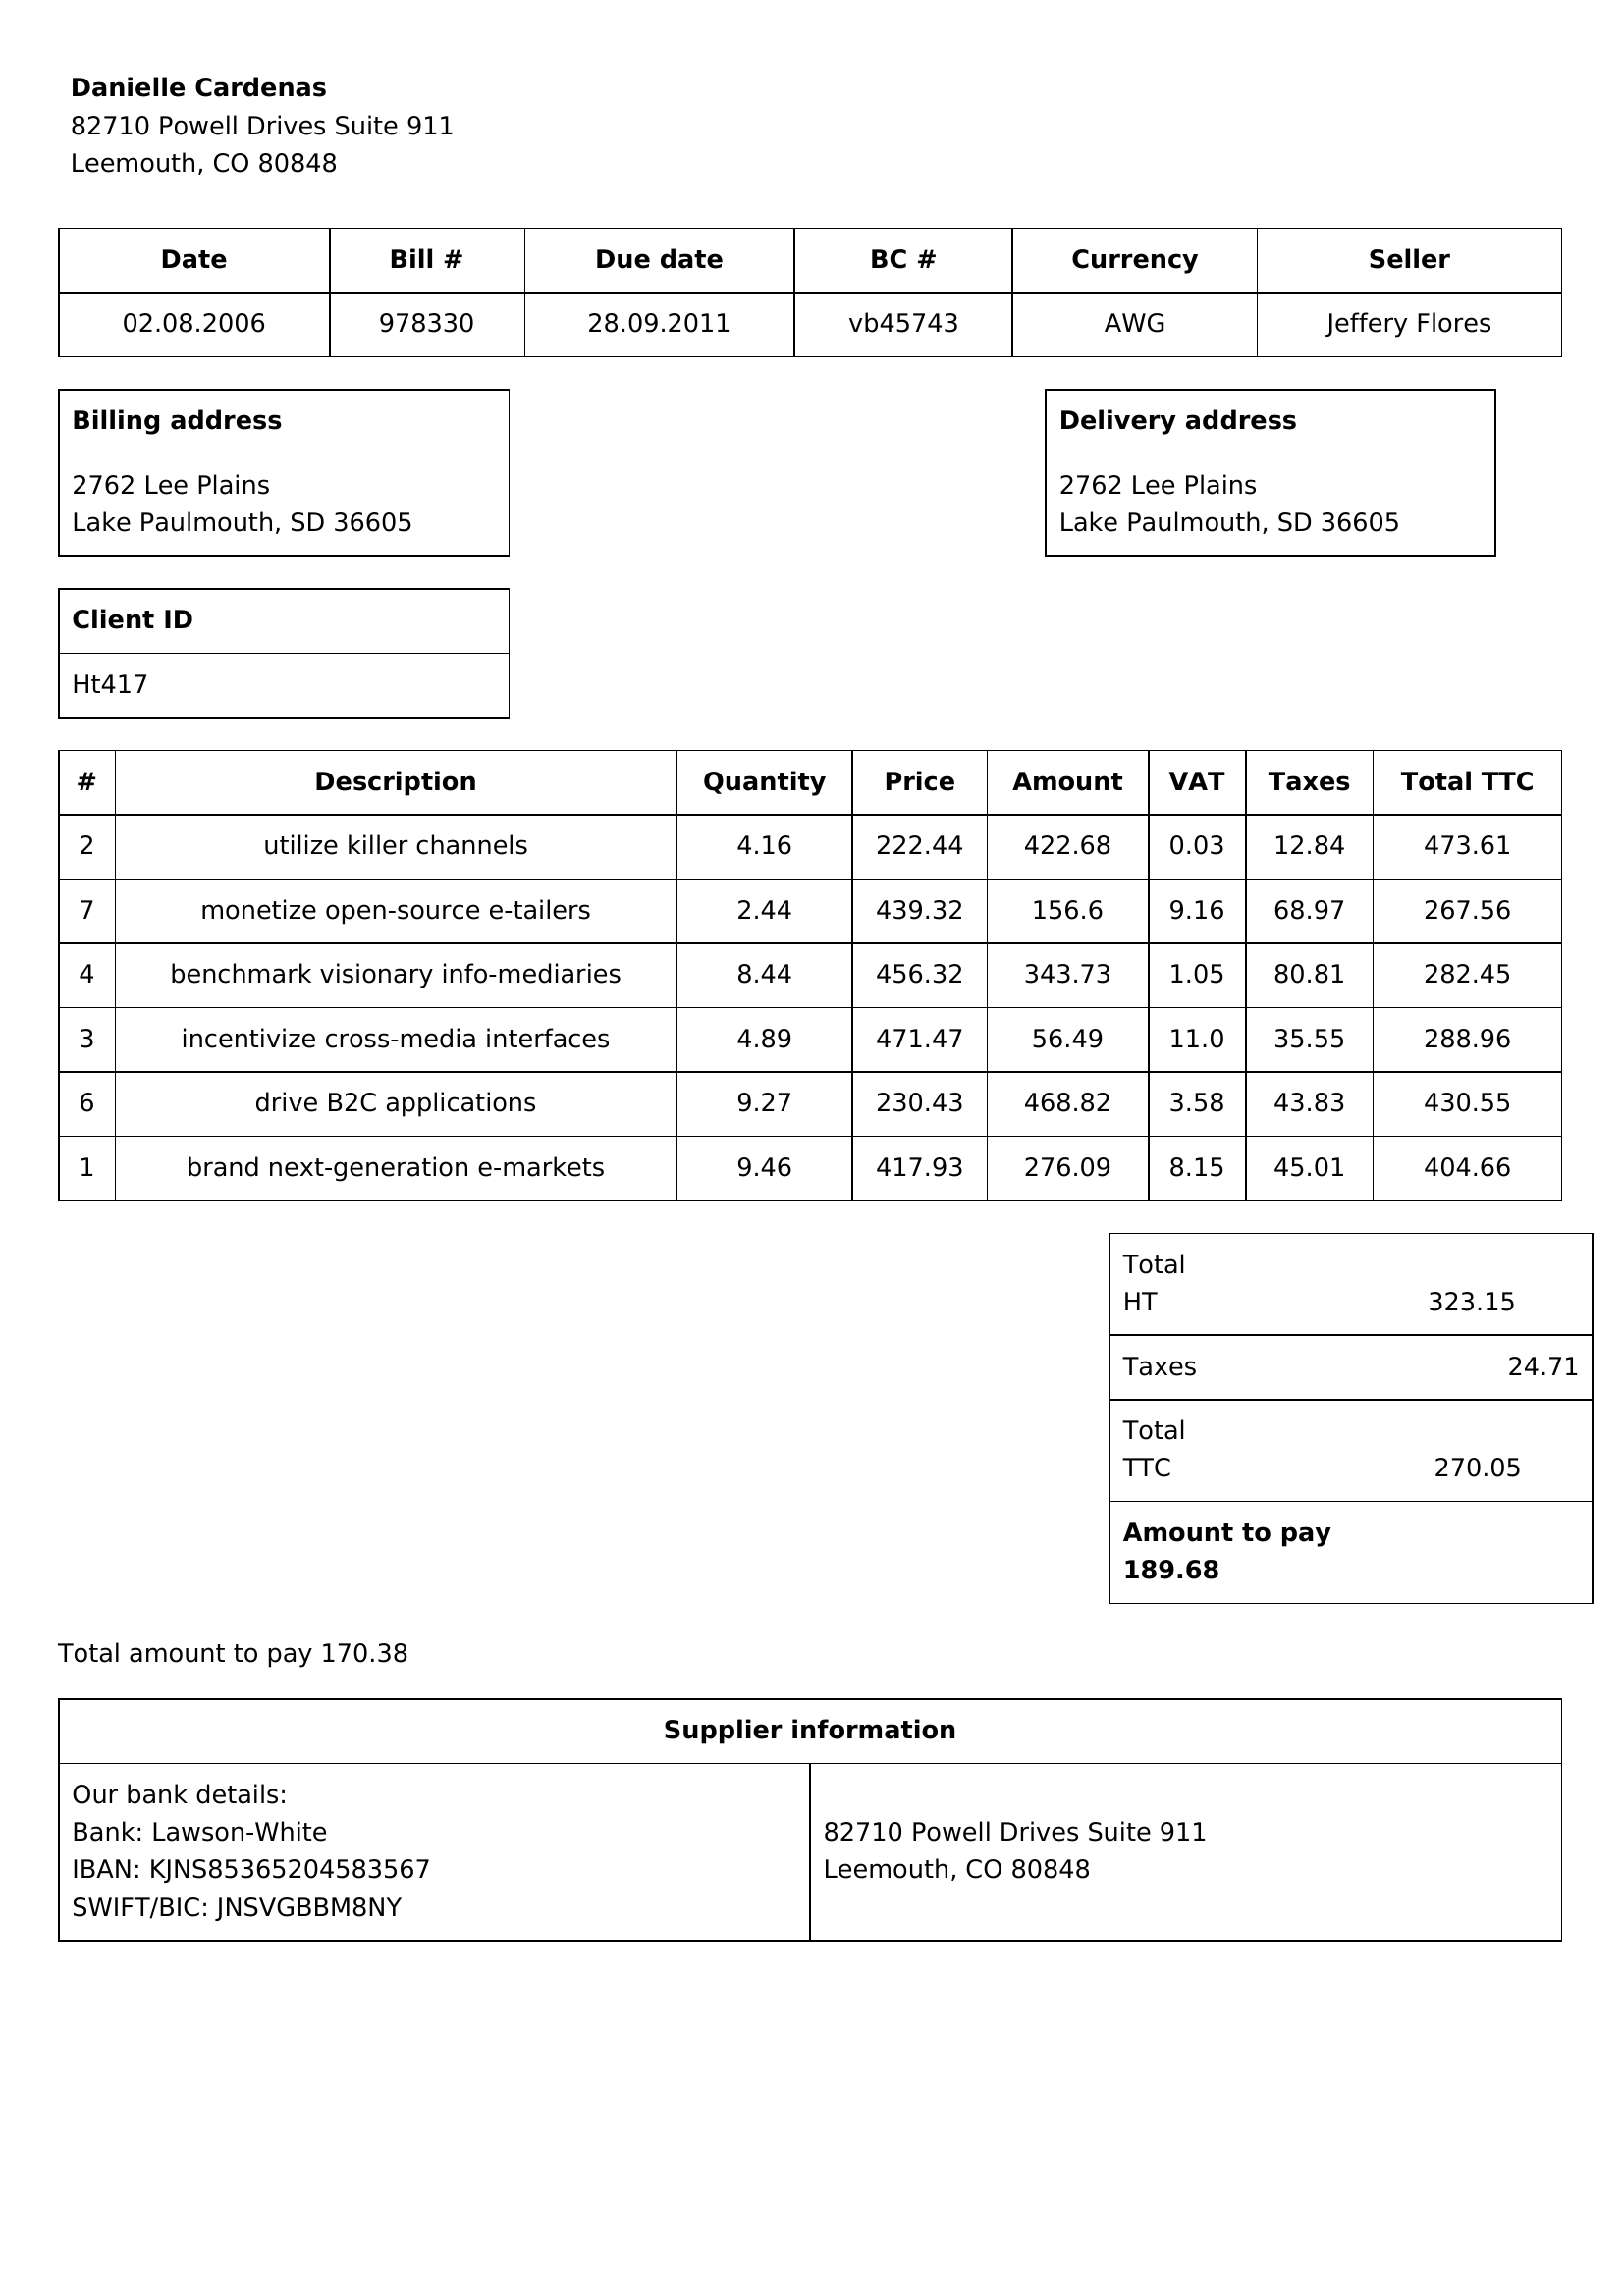 Danielle Cardenas
82710 Powell Drives Suite 911
Leemouth, CO 80848
Date Bill # Due date BC # Currency Seller
02.08.2006 978330 28.09.2011 vb45743 AWG Jeffery Flores
Billing address
2762 Lee Plains
Lake Paulmouth, SD 36605
Delivery address
2762 Lee Plains
Lake Paulmouth, SD 36605
Client ID
Ht417
# Description Quantity Price Amount VAT Taxes Total TTC
2 utilize killer channels 4.16 222.44 422.68 0.03 12.84 473.61
7 monetize open-source e-tailers 2.44 439.32 156.6 9.16 68.97 267.56
4 benchmark visionary info-mediaries 8.44 456.32 343.73 1.05 80.81 282.45
3 incentivize cross-media interfaces 4.89 471.47 56.49 11.0 35.55 288.96
6 drive B2C applications 9.27 230.43 468.82 3.58 43.83 430.55
1 brand next-generation e-markets 9.46 417.93 276.09 8.15 45.01 404.66
Total
HT 323.15
Taxes 24.71
Total
TTC 270.05
Amount to pay
189.68
Total amount to pay 170.38
Supplier information
Our bank details:
Bank: Lawson-White
IBAN: KJNS85365204583567
SWIFT/BIC: JNSVGBBM8NY
82710 Powell Drives Suite 911
Leemouth, CO 80848